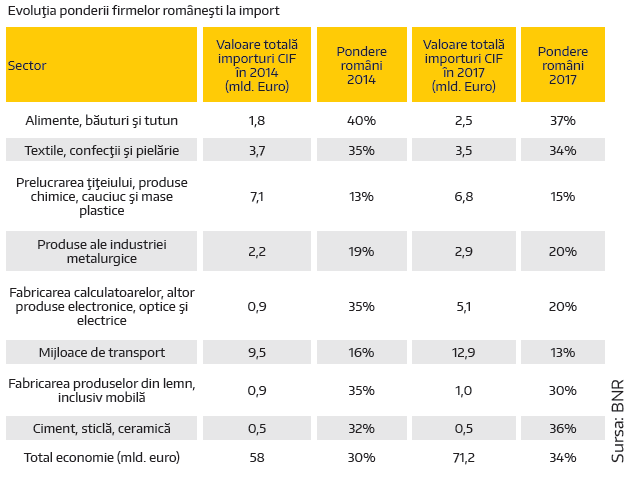 Evoluţia ponderii firmelor româneşti la import
Sector
Valoare totală
importuri CIF
în 2014
(mld. Euro)
Pondere
români
2014
Valoare totală
importuri CIF
în 2017
(mld. Euro)
Pondere
români
2017
Alimente, băuturi şi tutun 1,8 40% 2,5 37%
Textile, confecţii şi pielărie 3,7 35% 3,5 34%
Prelucrarea ţiţeiului, produse
chimice, cauciuc şi mase
plastice
7,1 13% 6,8 15%
Produse ale industriei
metalurgice
2,2 19% 2,9 20%
Fabricarea calculatoarelor, altor
produse electronice, optice şi
electrice
0,9 35% 5,1 20%
Mijloace de transport 9,5 16% 12,9 13%
Fabricarea produselor din lemn,
inclusiv mobilă
0,9 35% 1,0 30%
Ciment, sticlă, ceramică 0,5 32% 0,5 36%
Total economie (mld. euro) 58 30% 71,2 34%
Sursa: BNR